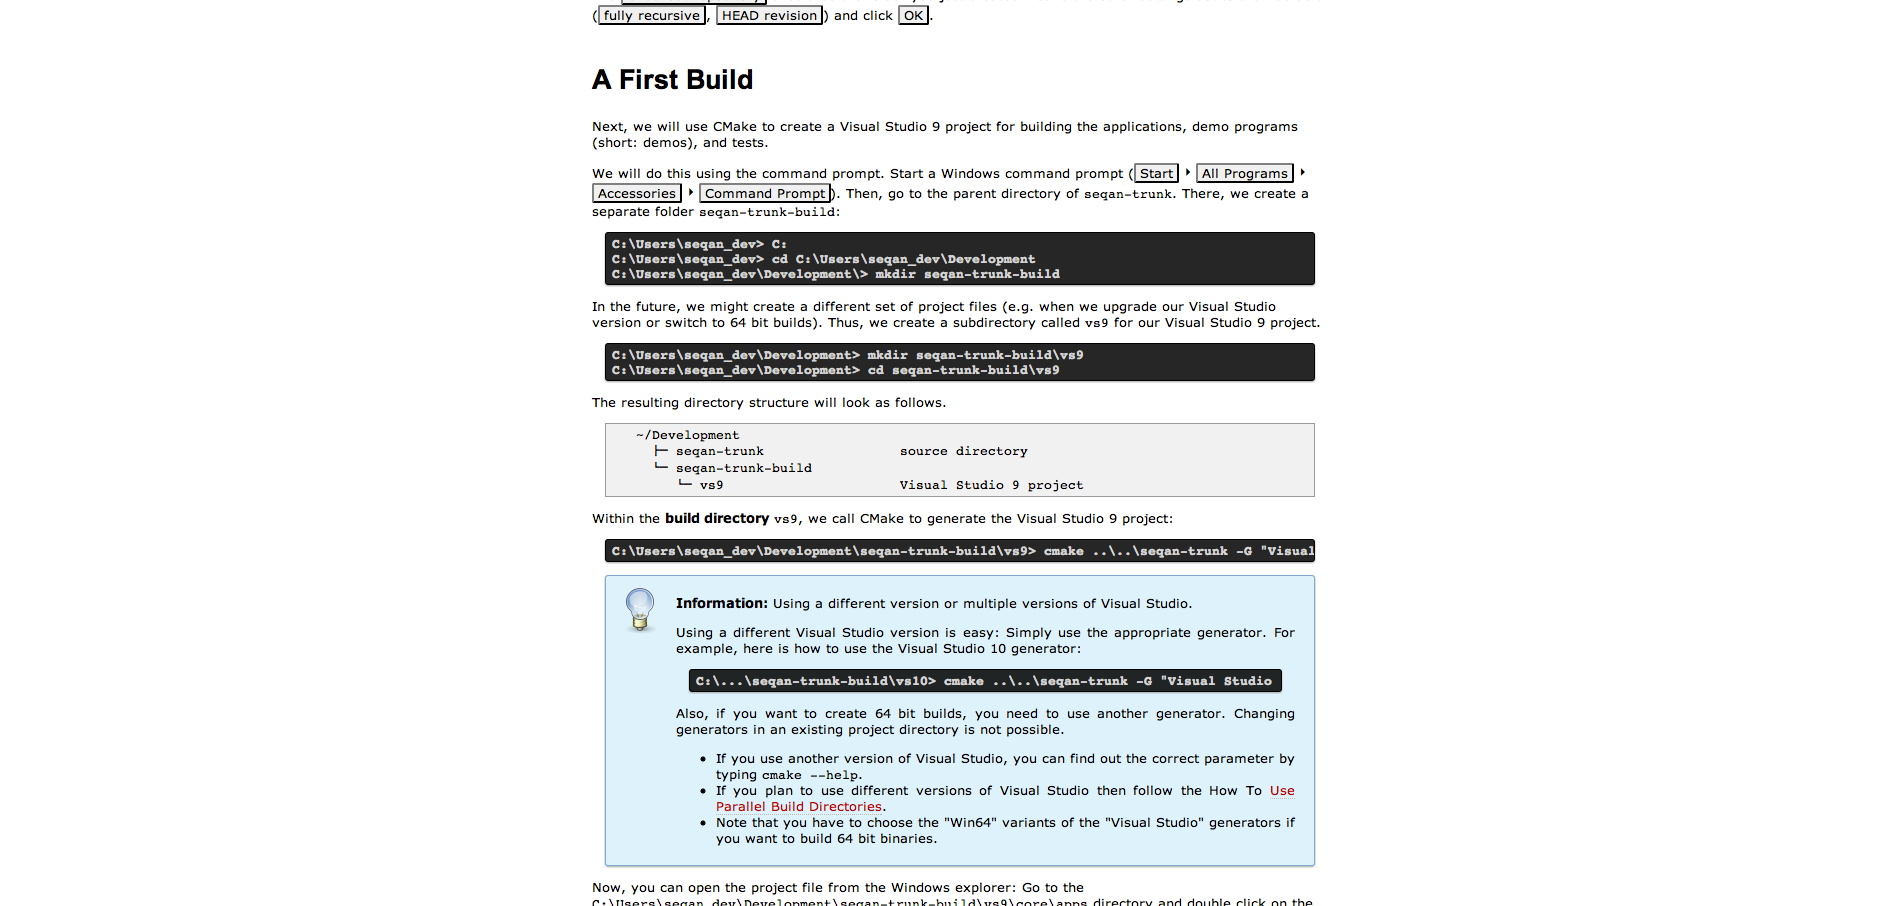 (fully recursive, HEAD revision) and click OK.
A First Build
Next, we will use CMake to create a Visual Studio 9 project for building the applications, demo programs
(short: demos), and tests.
We will do this using the command prompt. Start a Windows command prompt (Start ‣ All Programs ‣
Accessories ‣ Command Prompt). Then, go to the parent directory of seqan-trunk. There, we create a
separate folder seqan-trunk-build:
C:\Users\seqan_dev> C:
C:\Users\seqan_dev> cd C:\Users\seqan_dev\Development
C:\Users\seqan_dev\Development\> mkdir seqan-trunk-build
In the future, we might create a different set of project files (e.g. when we upgrade our Visual Studio
version or switch to 64 bit builds). Thus, we create a subdirectory called vs9 for our Visual Studio 9 project.
C:\Users\seqan_dev\Development> mkdir seqan-trunk-build\vs9
C:\Users\seqan_dev\Development> cd seqan-trunk-build\vs9
The resulting directory structure will look as follows.
~/Development
├─ seqan-trunk source directory
└─ seqan-trunk-build
└─ vs9 Visual Studio 9 project
Within the build directory vs9, we call CMake to generate the Visual Studio 9 project:
C:\Users\seqan_dev\Development\seqan-trunk-build\vs9> cmake ..\..\seqan-trunk -G "Visual
Information: Using a different version or multiple versions of Visual Studio.
Using a different Visual Studio version is easy: Simply use the appropriate generator. For
example, here is how to use the Visual Studio 10 generator:
C:\...\seqan-trunk-build\vs10> cmake ..\..\seqan-trunk -G "Visual Studio
Also, if you want to create 64 bit builds, you need to use another generator. Changing
generators in an existing project directory is not possible.
• If you use another version of Visual Studio, you can find out the correct parameter by
typing cmake --help.
• If you plan to use different versions of Visual Studio then follow the How To Use
Parallel Build Directories.
• Note that you have to choose the "Win64" variants of the "Visual Studio" generators if
you want to build 64 bit binaries.
Now, you can open the project file from the Windows explorer: Go to the
C:\Users\seqan_dev\Development\seqan-trunk-build\vs9\core\apps directory and double click on the